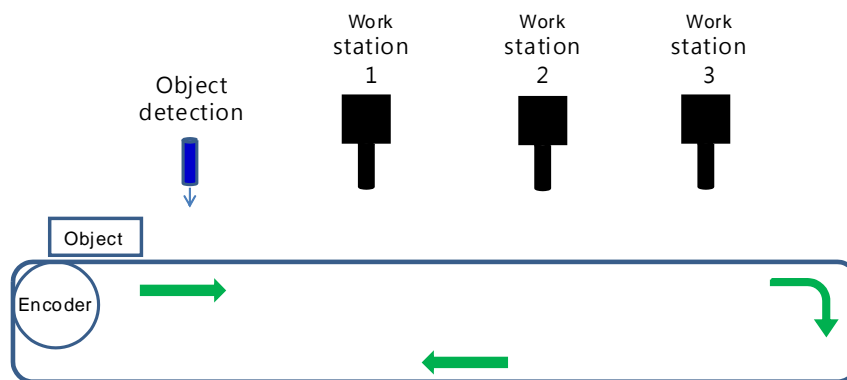 Work
station
1
Work
station
2
Work
station
3
Object
detection
Object
Encoder